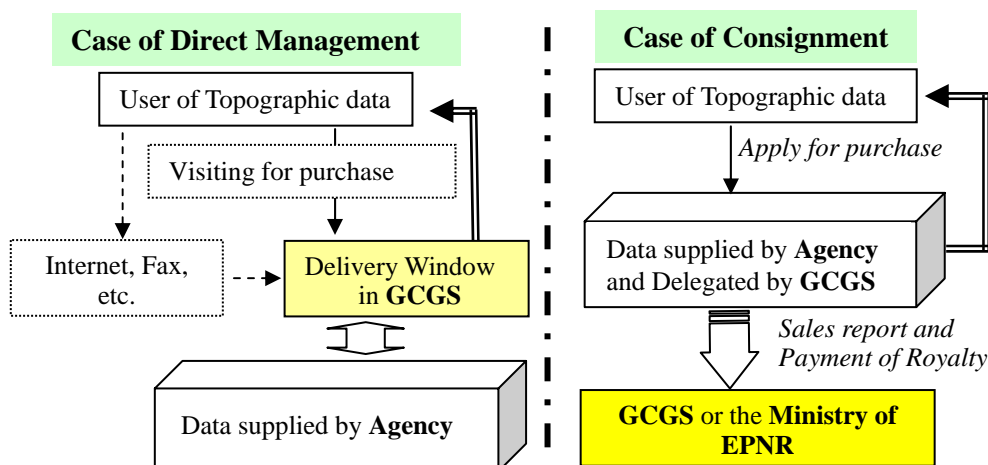 Case of Direct Management
User of Topographic data
Visiting for purchase
Internet, Fax,
etc.
Delivery Window
in GCGS
Data supplied by Agency
Case of Consignment
User of Topographic data
Apply for purchase
Data supplied by Agency
and Delegated by GCGS
Sales report and
Payment of Royalty
GCGS or the Ministry of
EPNR